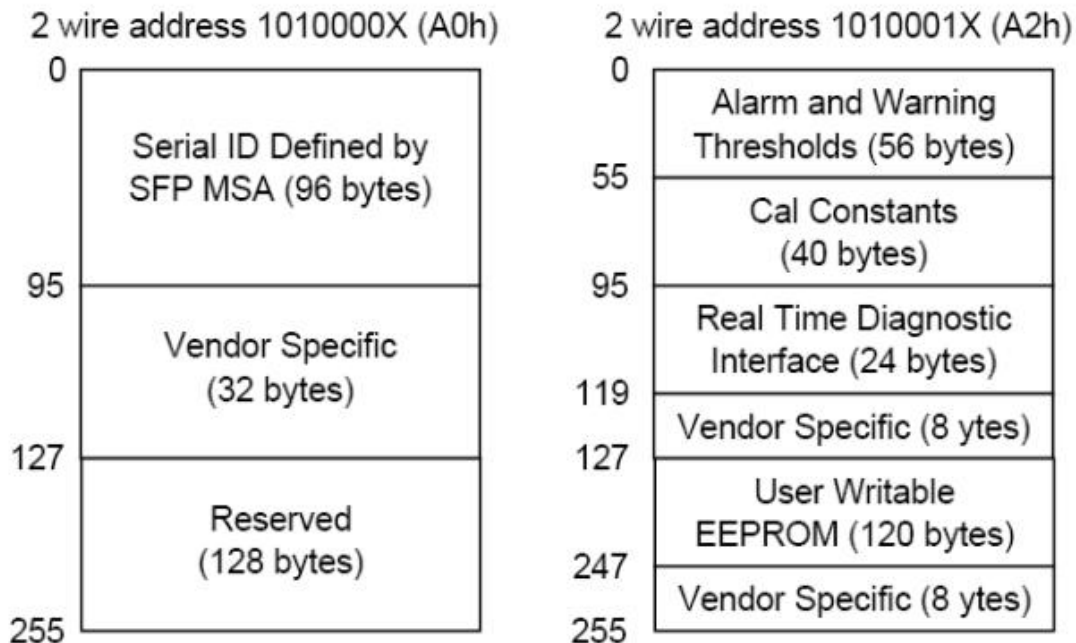 2 wire address 1010000X (A0h)
0
Serial ID Defined by
SFP MSA (96 bytes)
95
Vendor Specific
(32 bytes)
127
Reserved
(128 bytes)
255
2 wire address 1010001X (A2h)
0
Alarm and Warning
Thresholds (56 bytes)
55
Cal Constants
(40 bytes)
95
Real Time Diagnostic
Interface (24 bytes)
119
Vendor Specific (8 ytes)
127
User Writable
EEPROM (120 bytes)
247
Vendor Specific (8 ytes)
255